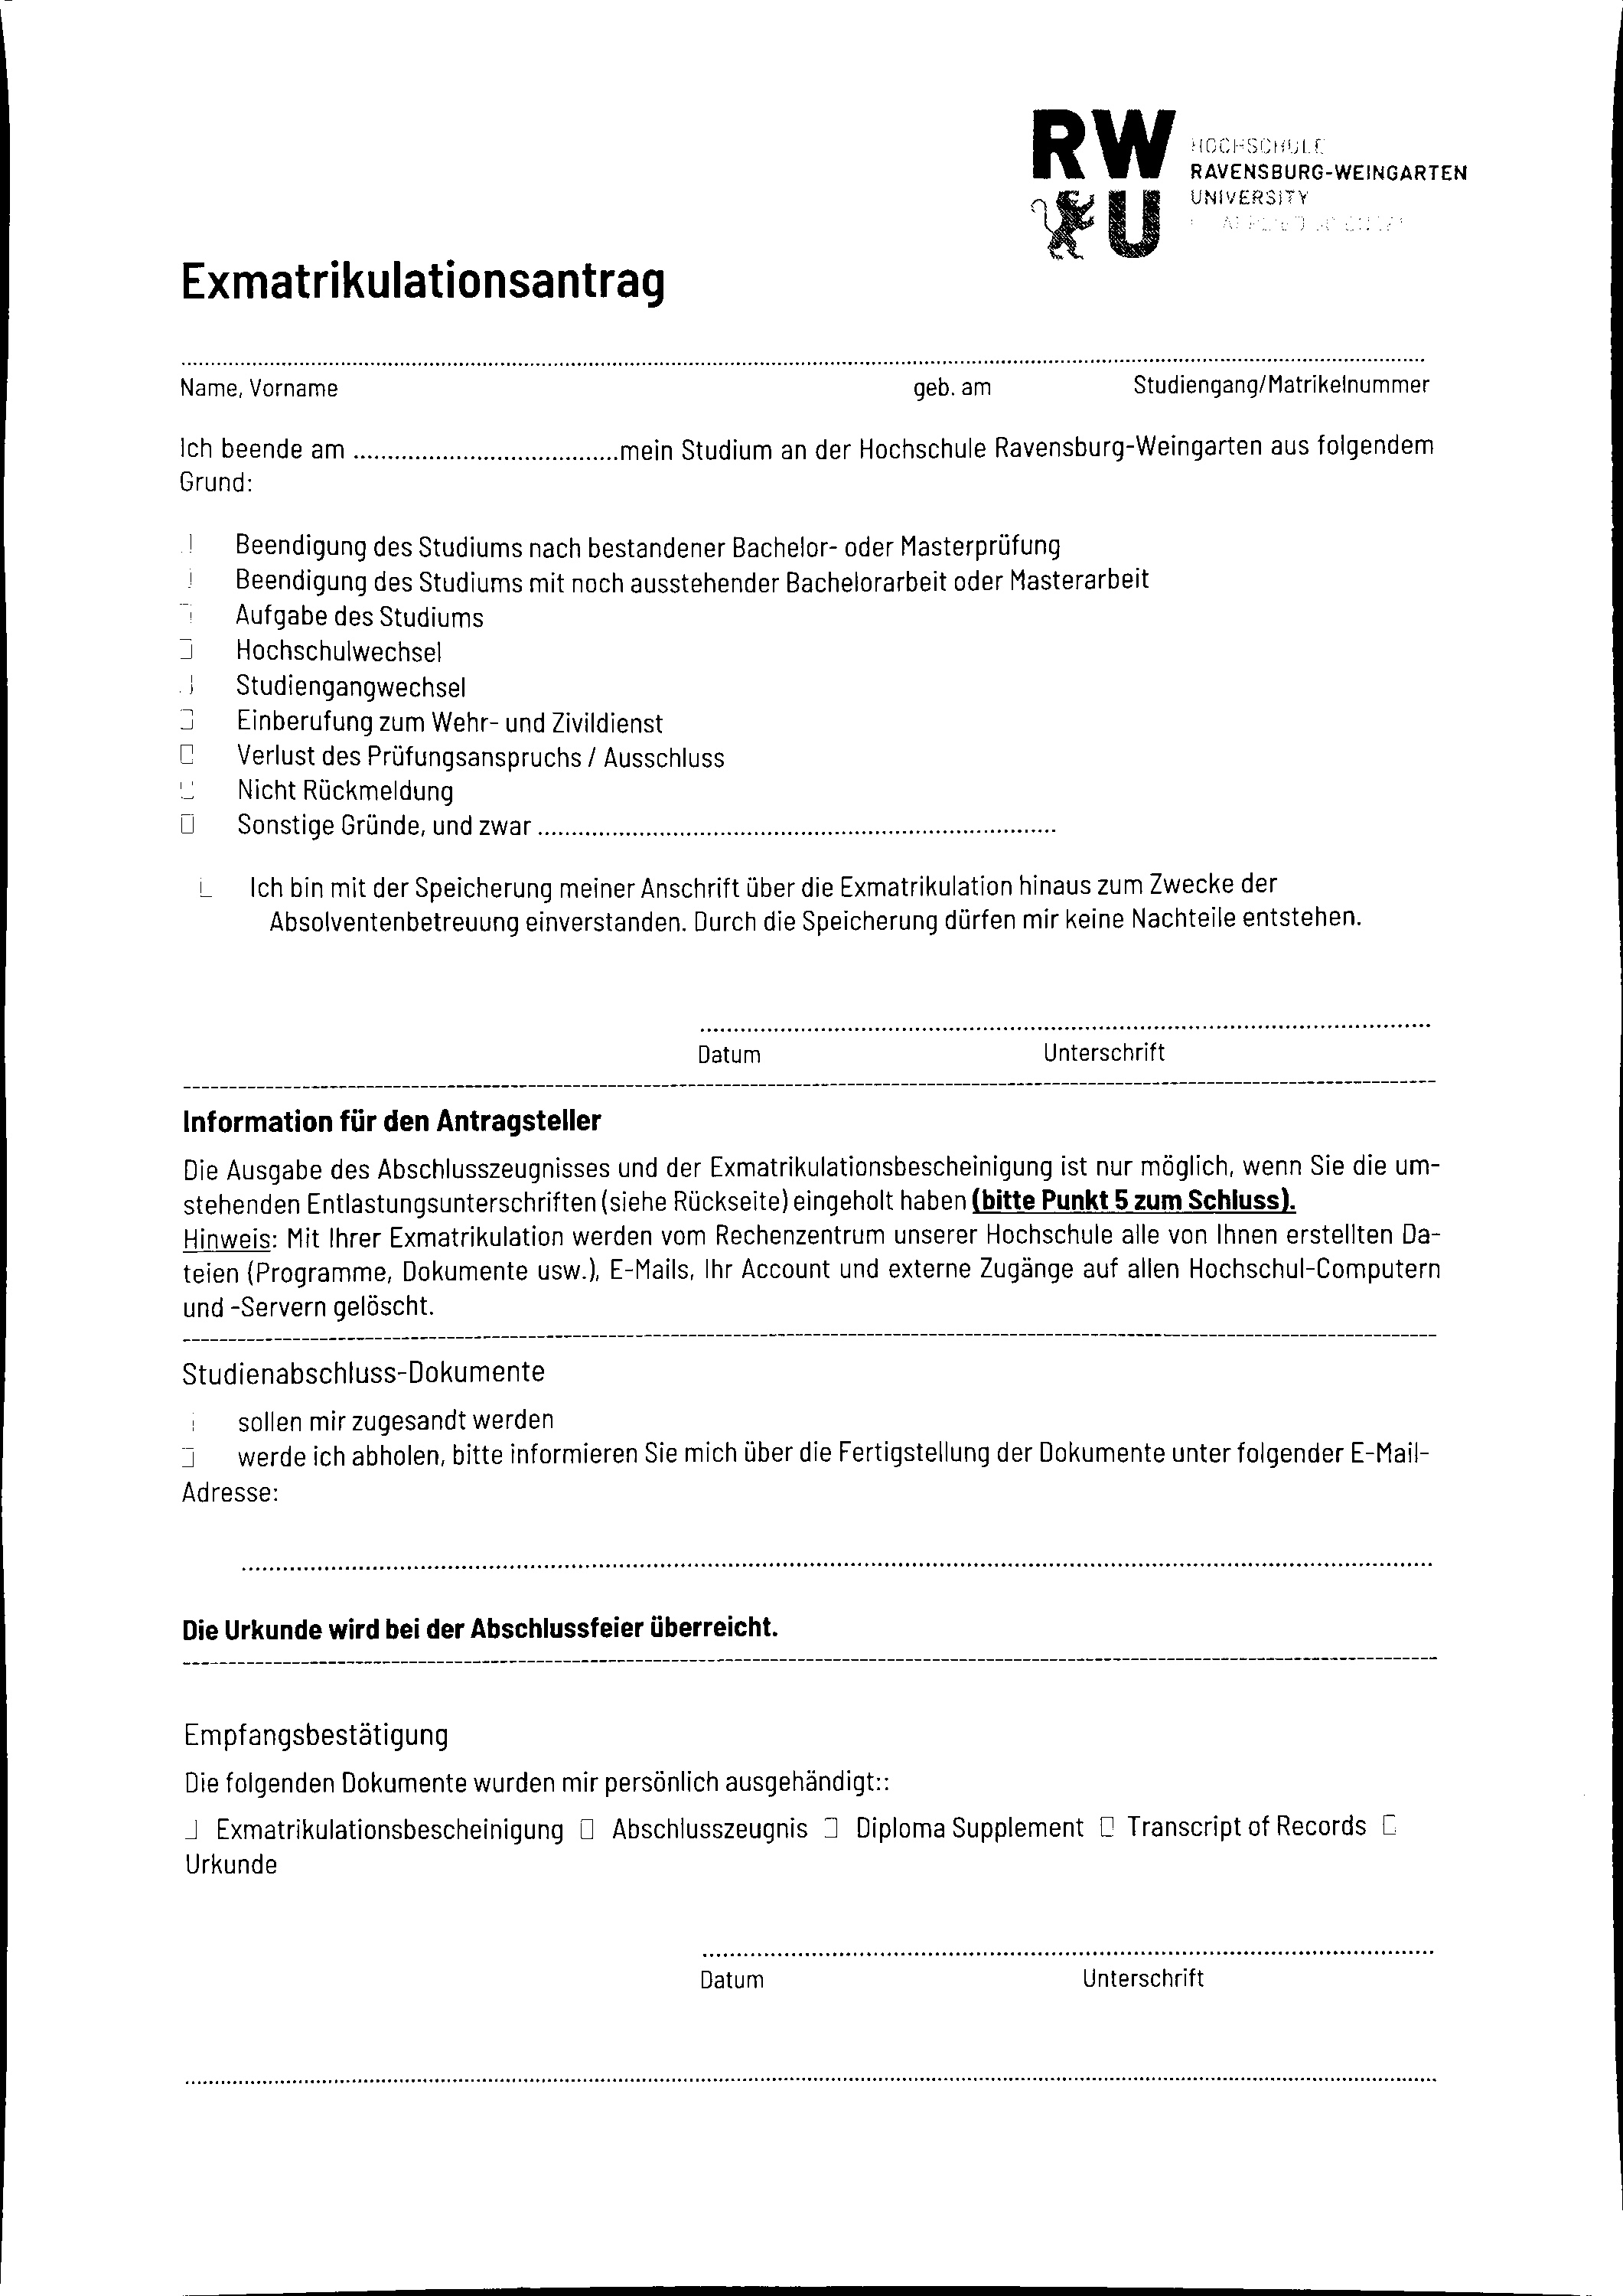 RW
U
HOCHSCHULE
RAVENSBURG-WEINGARTEN
UNIVERSITY
Exmatrikulationsantrag
Name, Vorname geb. am Studiengang/Matrikelnummer
Ich beende am .......................................mein Studium an der Hochschule Ravensburg-Weingarten aus folgendem
Grund:
Beendigung des Studiums nach bestandener Bachelor- oder Masterprüfung
Beendigung des Studiums mit noch ausstehender Bachelorarbeit oder Masterarbeit
Aufgabe des Studiums
Hochschulwechsel
Studiengangwechsel
Einberufung zum Wehr- und Zivildienst
Verlust des Prüfungsanspruchs / Ausschluss
Nicht Rückmeldung
Sonstige Gründe, und zwar .............................................................................
Ich bin mit der Speicherung meiner Anschrift über die Exmatrikulation hinaus zum Zwecke der
Absolventenbetreuung einverstanden. Durch die Speicherung dürfen mir keine Nachteile entstehen.
Datum Unterschrift
Information für den Antragsteller
Die Ausgabe des Abschlusszeugnisses und der Exmatrikulationsbescheinigung ist nur möglich, wenn Sie die um-
stehenden Entlastungsunterschriften (siehe Rückseite) eingeholt haben (bitte Punkt 5 zum Schluss).
Hinweis: Mit Ihrer Exmatrikulation werden vom Rechenzentrum unserer Hochschule alle von Ihnen erstellten Da-
teien (Programme, Dokumente usw.), E-Mails, Ihr Account und externe Zugänge auf allen Hochschul-Computern
und -Servern gelöscht.
Studienabschluss-Dokumente
sollen mir zugesandt werden
werde ich abholen, bitte informieren Sie mich über die Fertigstellung der Dokumente unter folgender E-Mail-
Adresse:
Die Urkunde wird bei der Abschlussfeier überreicht.
Empfangsbestätigung
Die folgenden Dokumente wurden mir persönlich ausgehändigt::
Exmatrikulationsbescheinigung Abschlusszeugnis Diploma Supplement Transcript of Records
Urkunde
Datum Unterschrift